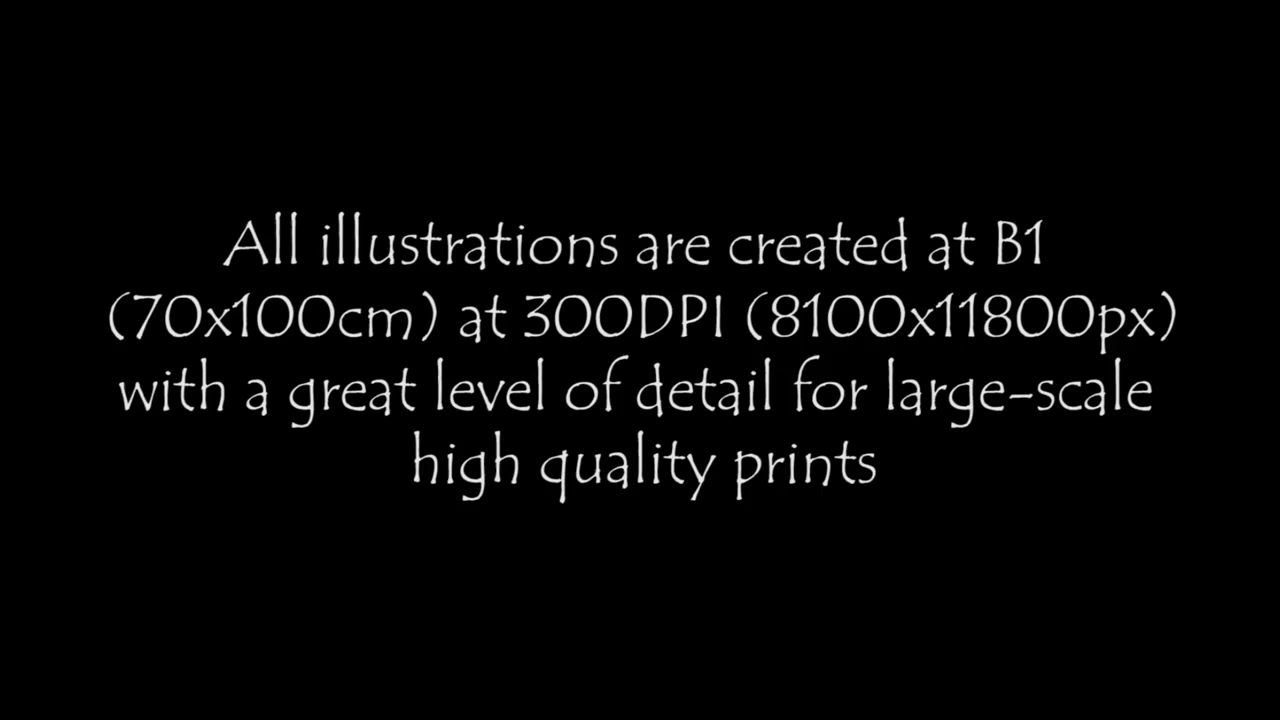 All illustrations are created at B1
(70x100cm) at 300DPI (8100x11800px)
with a great level of detail for large-scale
high quality prints